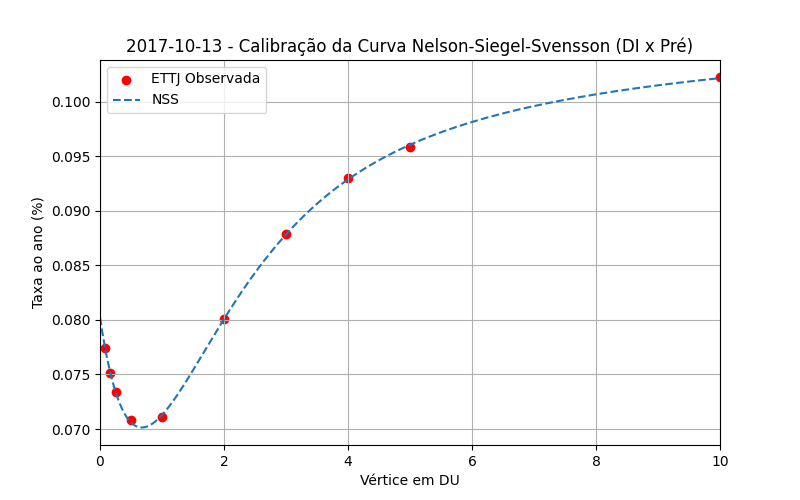 2017-10-13 - Calibração da Curva Nelson-Siegel-Svensson (DI x Pré)
ETTJ Observada
NSS
Taxa ao ano (%)
0.100
0.095
0.090
0.085
0.080
0.075
0.070
0
2
4
6
8
10
Vértice em DU